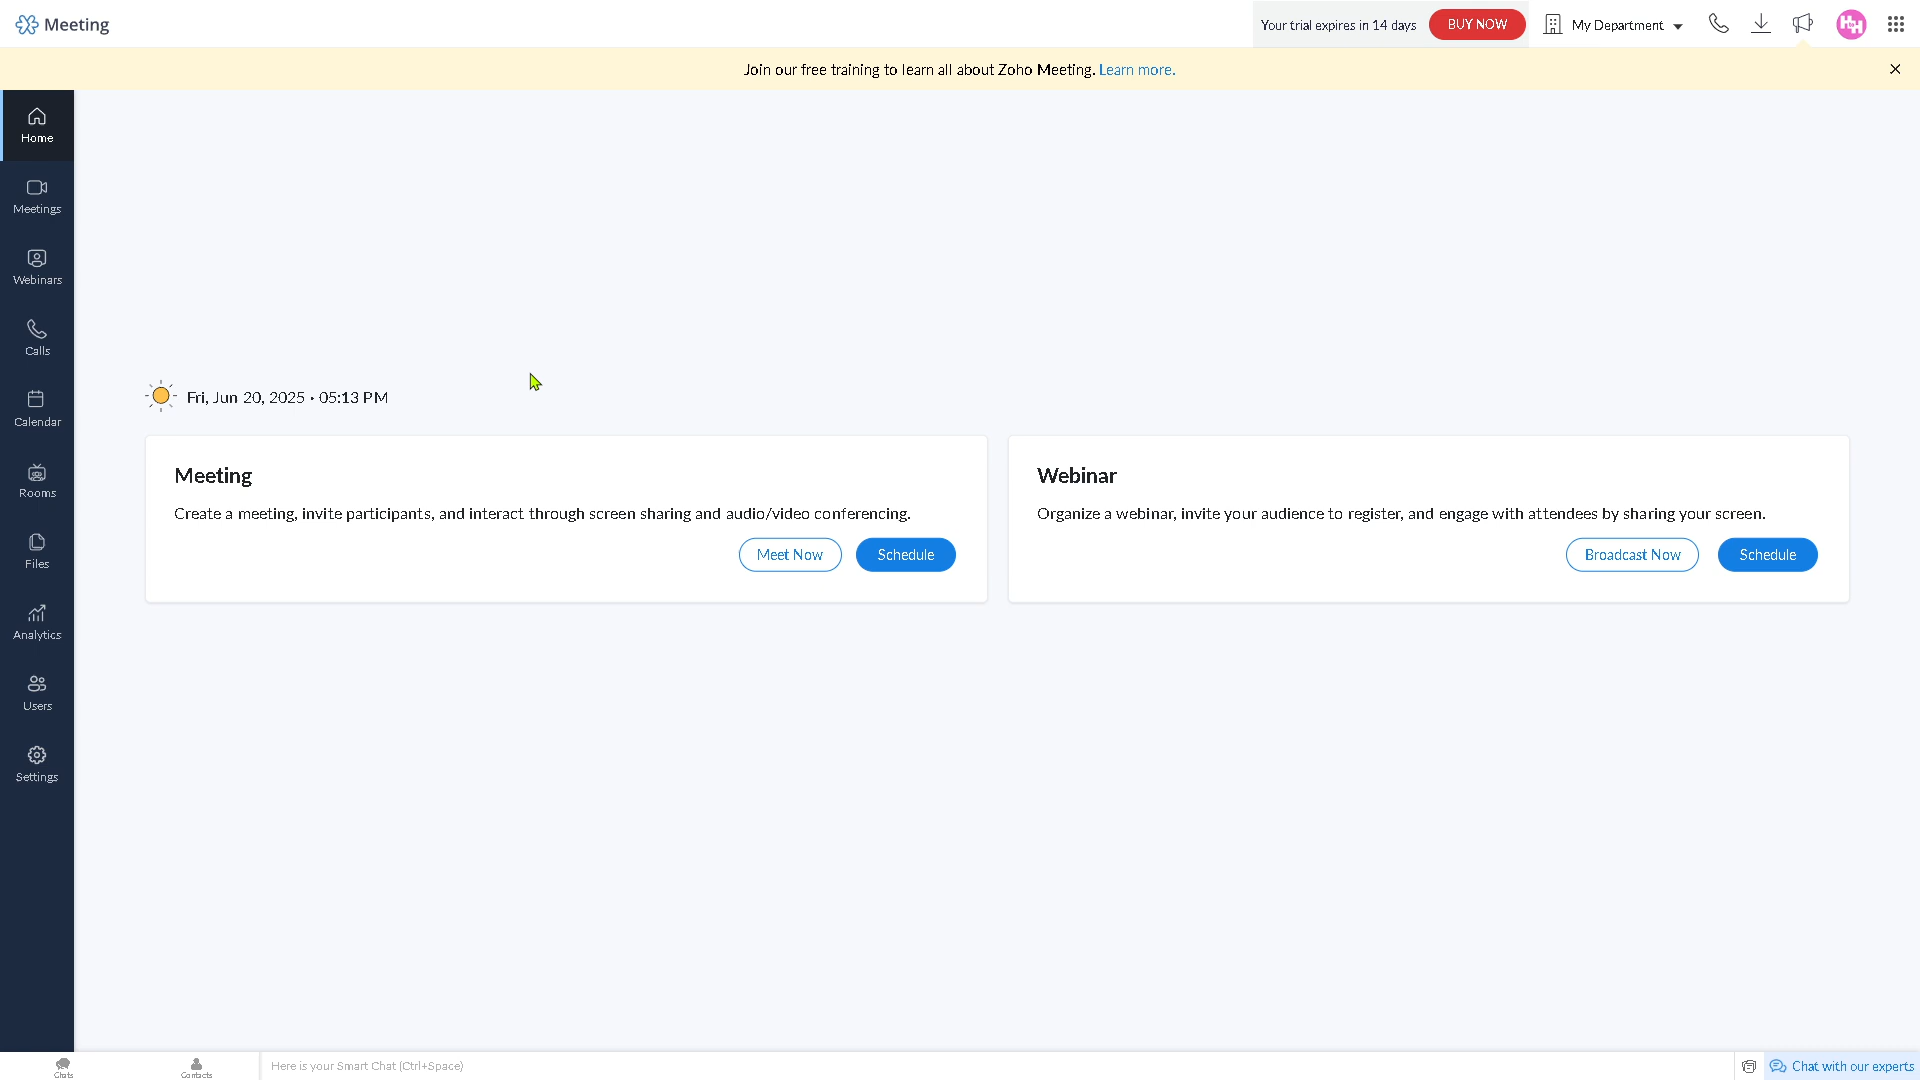 Meeting
Your trial expires in 14 days
BUY NOW
My Department
HH
Join our free training to learn all about Zoho Meeting. Learn more.
Home
Meetings
Webinars
Calls
Calendar
Rooms
Files
Analytics
Users
Settings
Fri, Jun 20, 2025 • 05:13 PM
Meeting
Create a meeting, invite participants, and interact through screen sharing and audio/video conferencing.
Meet Now
Schedule
Webinar
Organize a webinar, invite your audience to register, and engage with attendees by sharing your screen.
Broadcast Now
Schedule
Chats
Contacts
Here is your Smart Chat (Ctrl+Space)
Chat with our experts